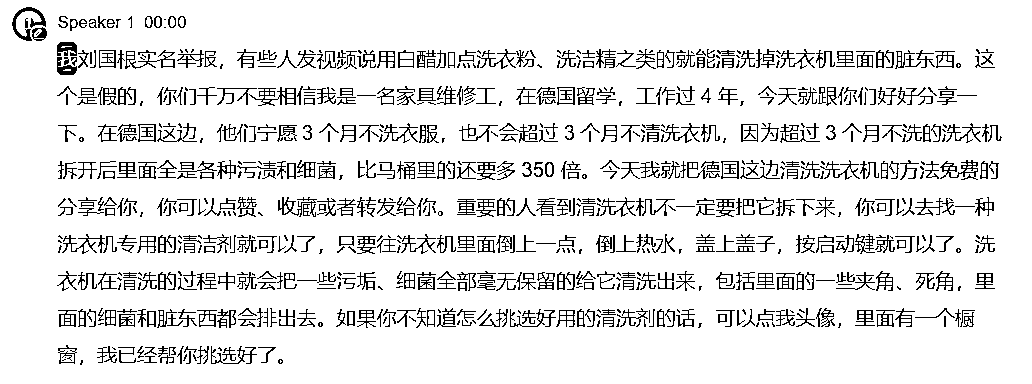 Speaker 1 00:00
我刘国根实名举报，有些人发视频说用白醋加点洗衣粉、洗洁精之类的就能清洗掉洗衣机里面的脏东西。这
个是假的，你们千万不要相信我是一名家具维修工，在德国留学，工作过 4 年，今天就跟你们好好分享一
下。在德国这边，他们宁愿 3 个月不洗衣服，也不会超过 3 个月不清洗衣机，因为超过 3 个月不洗的洗衣机
拆开后里面全是各种污渍和细菌，比马桶里的还要多 350 倍。今天我就把德国这边清洗洗衣机的方法免费的
分享给你，你可以点赞、收藏或者转发给你。重要的人看到清洗衣机不一定要把它拆下来，你可以去找一种
洗衣机专用的清洁剂就可以了，只要往洗衣机里面倒上一点，倒上热水，盖上盖子，按启动键就可以了。洗
衣机在清洗的过程中就会把一些污垢、细菌全部毫无保留的给它清洗出来，包括里面的一些夹角、死角，里
面的细菌和脏东西都会排出去。如果你不知道怎么挑选好用的清洗剂的话，可以点我头像，里面有一个橱
窗，我已经帮你挑选好了。